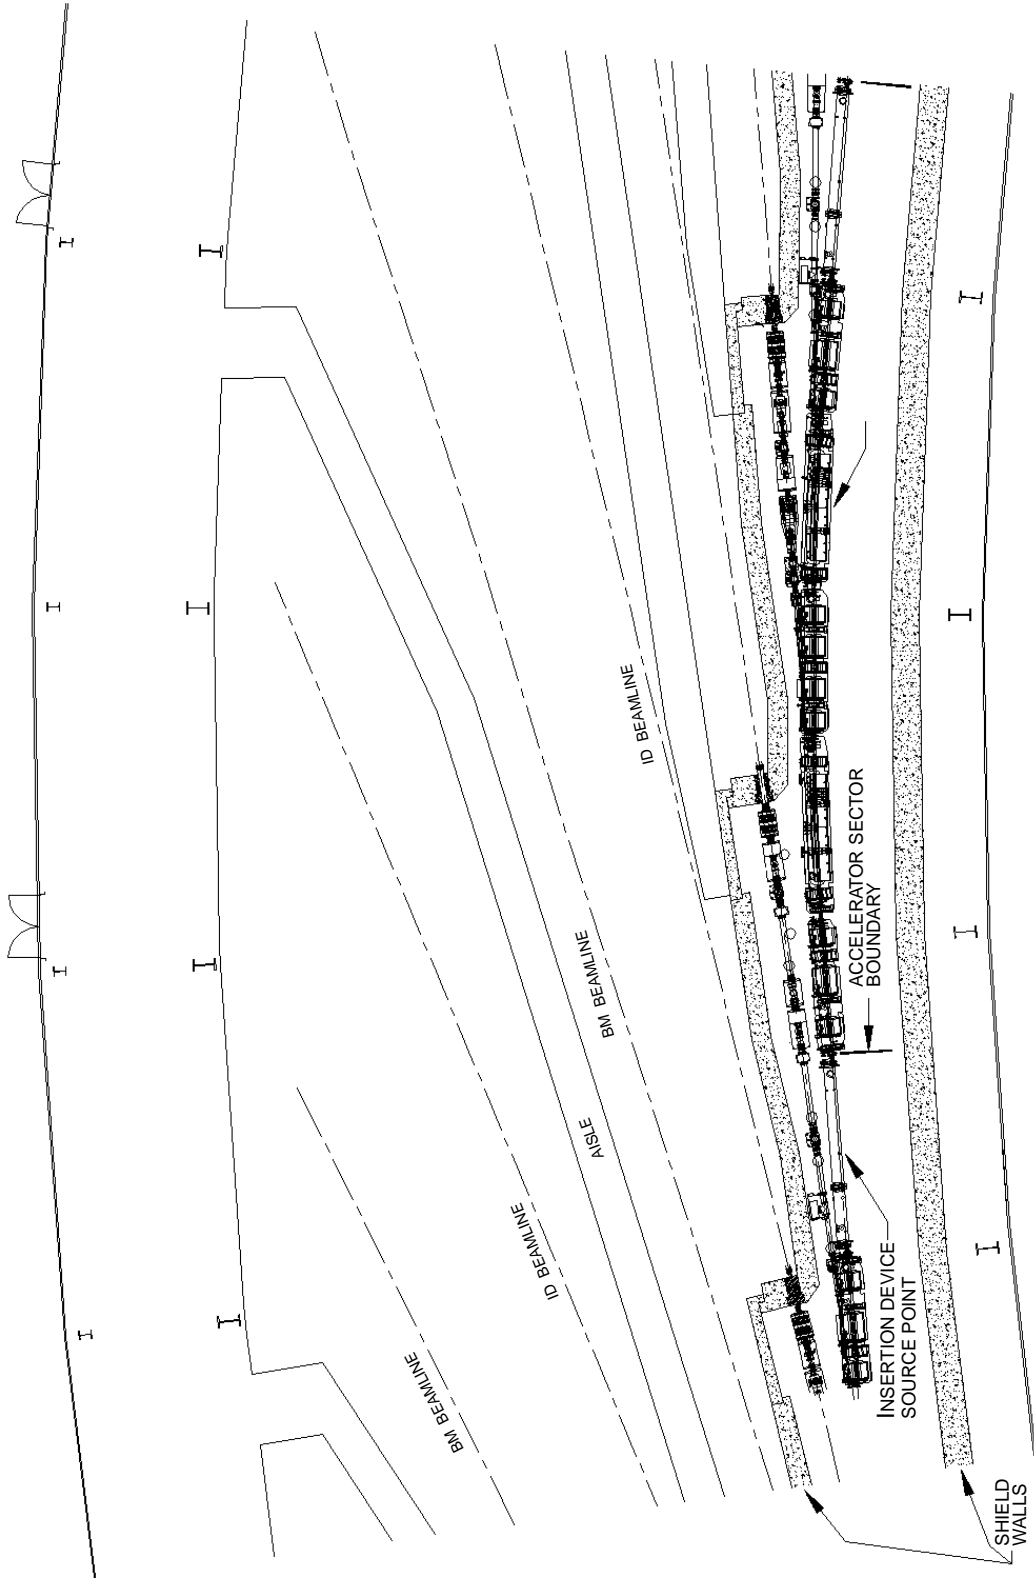 ID BEAMLINE
BM BEAMLINE
ACCELERATOR SECTOR
BOUNDARY
AISLE
ID BEAMLINE
BM BEAMLINE
INSERTION DEVICE
SOURCE POINT
SHIELD
WALLS